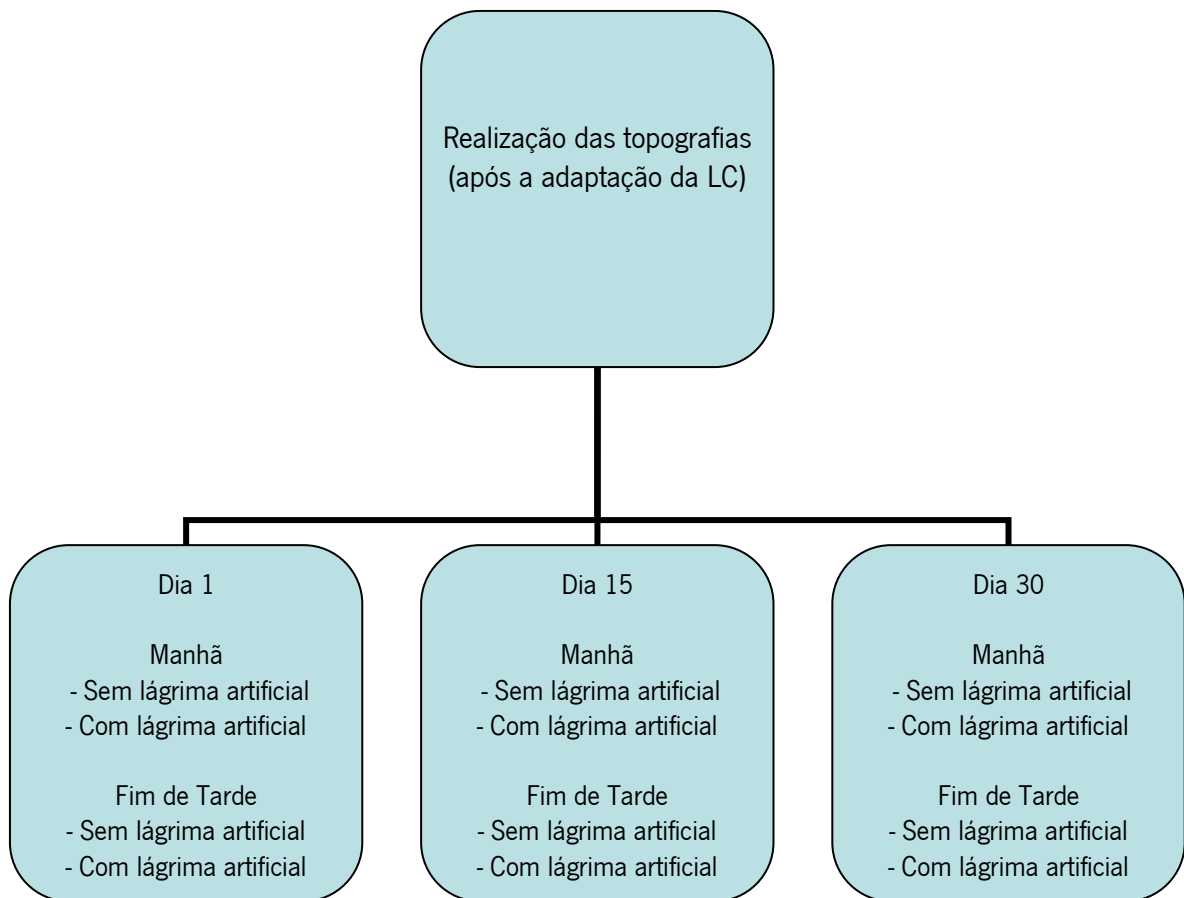 Realização das topografias
(após a adaptação da LC)
Dia 1
Manhã
- Sem lágrima artificial
- Com lágrima artificial
Fim de Tarde
- Sem lágrima artificial
- Com lágrima artificial
Dia 15
Manhã
- Sem lágrima artificial
- Com lágrima artificial
Fim de Tarde
- Sem lágrima artificial
- Com lágrima artificial
Dia 30
Manhã
- Sem lágrima artificial
- Com lágrima artificial
Fim de Tarde
- Sem lágrima artificial
- Com lágrima artificial